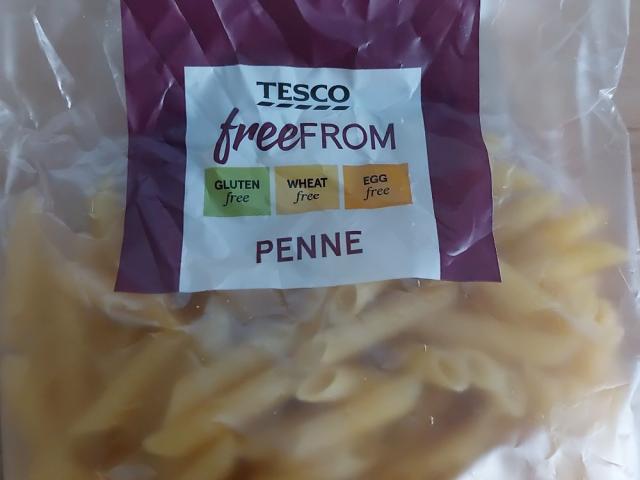 TESCO
freeFROM
GLUTEN free
WHEAT free
EGG free
PENNE